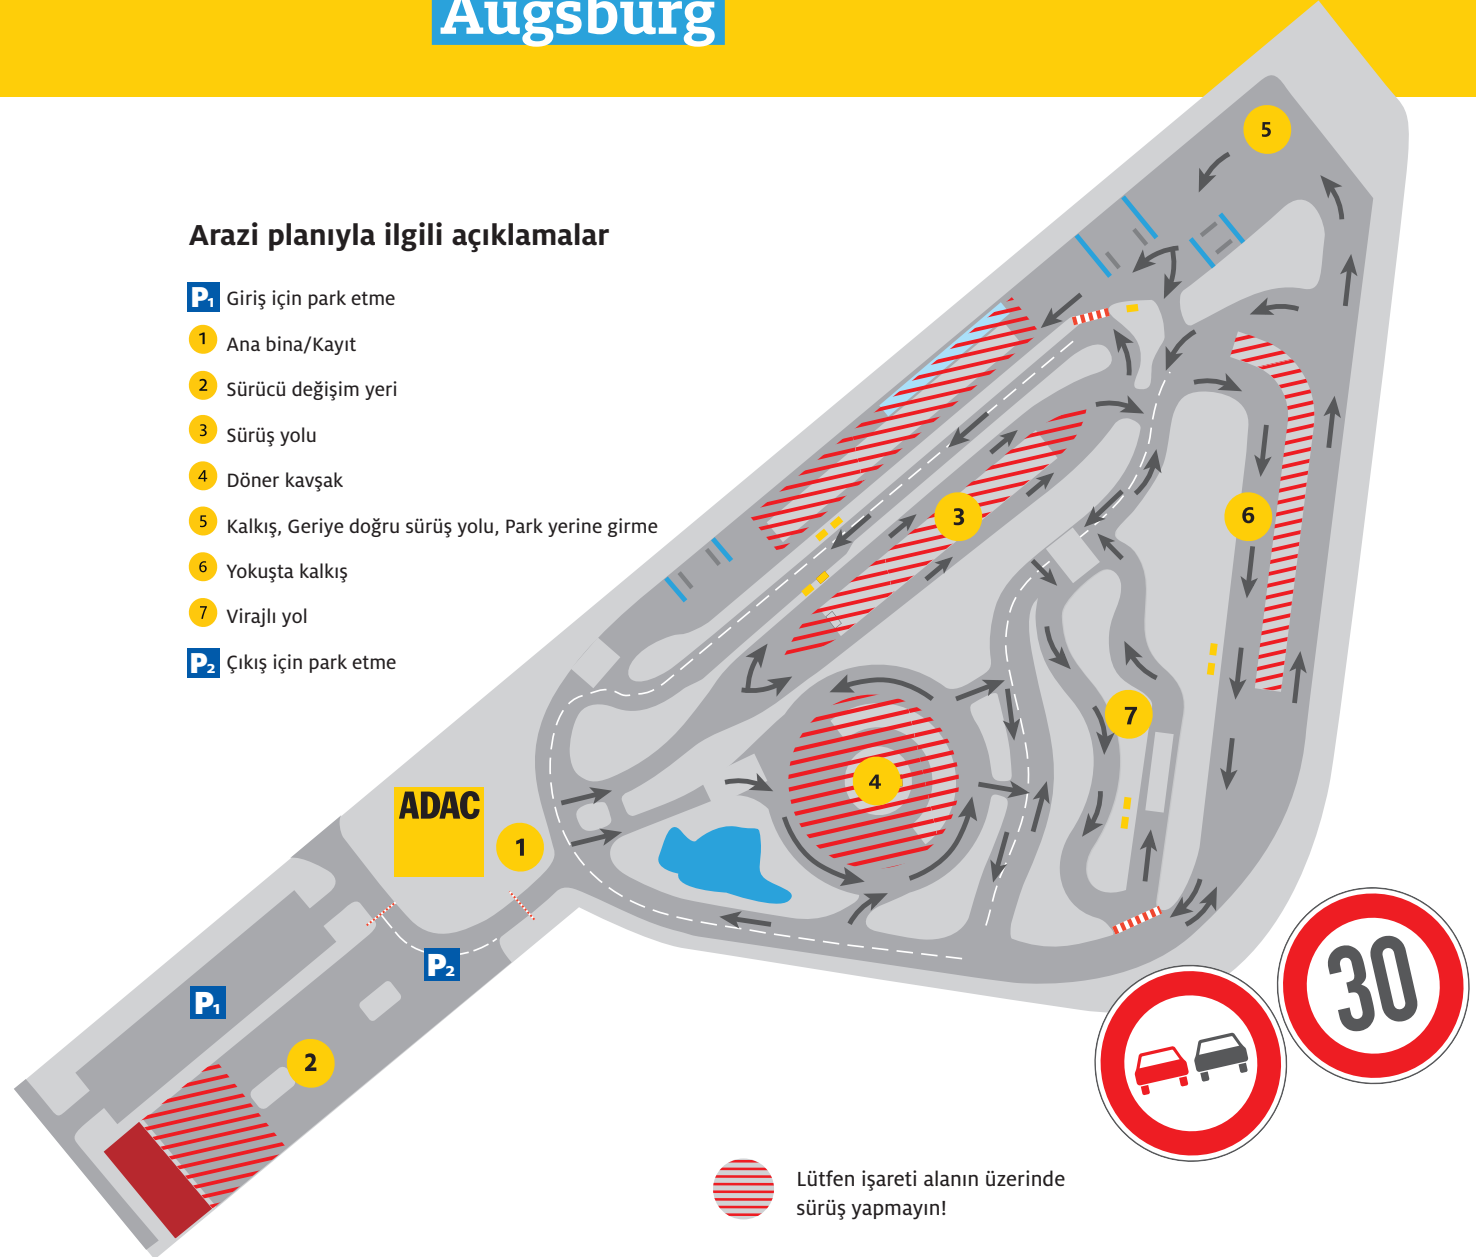 Augsburg
Arazi planıyla ilgili açıklamalar
P1 Giriş için park etme
1 Ana bina/Kayıt
2 Sürücü değişim yeri
3 Sürüş yolu
4 Döner kavşak
5 Kalkış, Geriye doğru sürüş yolu, Park yerine girme
6 Yokuşta kalkış
7 Virajlı yol
P2 Çıkış için park etme
5
3
6
7
4
ADAC
1
P2
P1
2
30
Lütfen işareti alanın üzerinde
sürüş yapmayın!